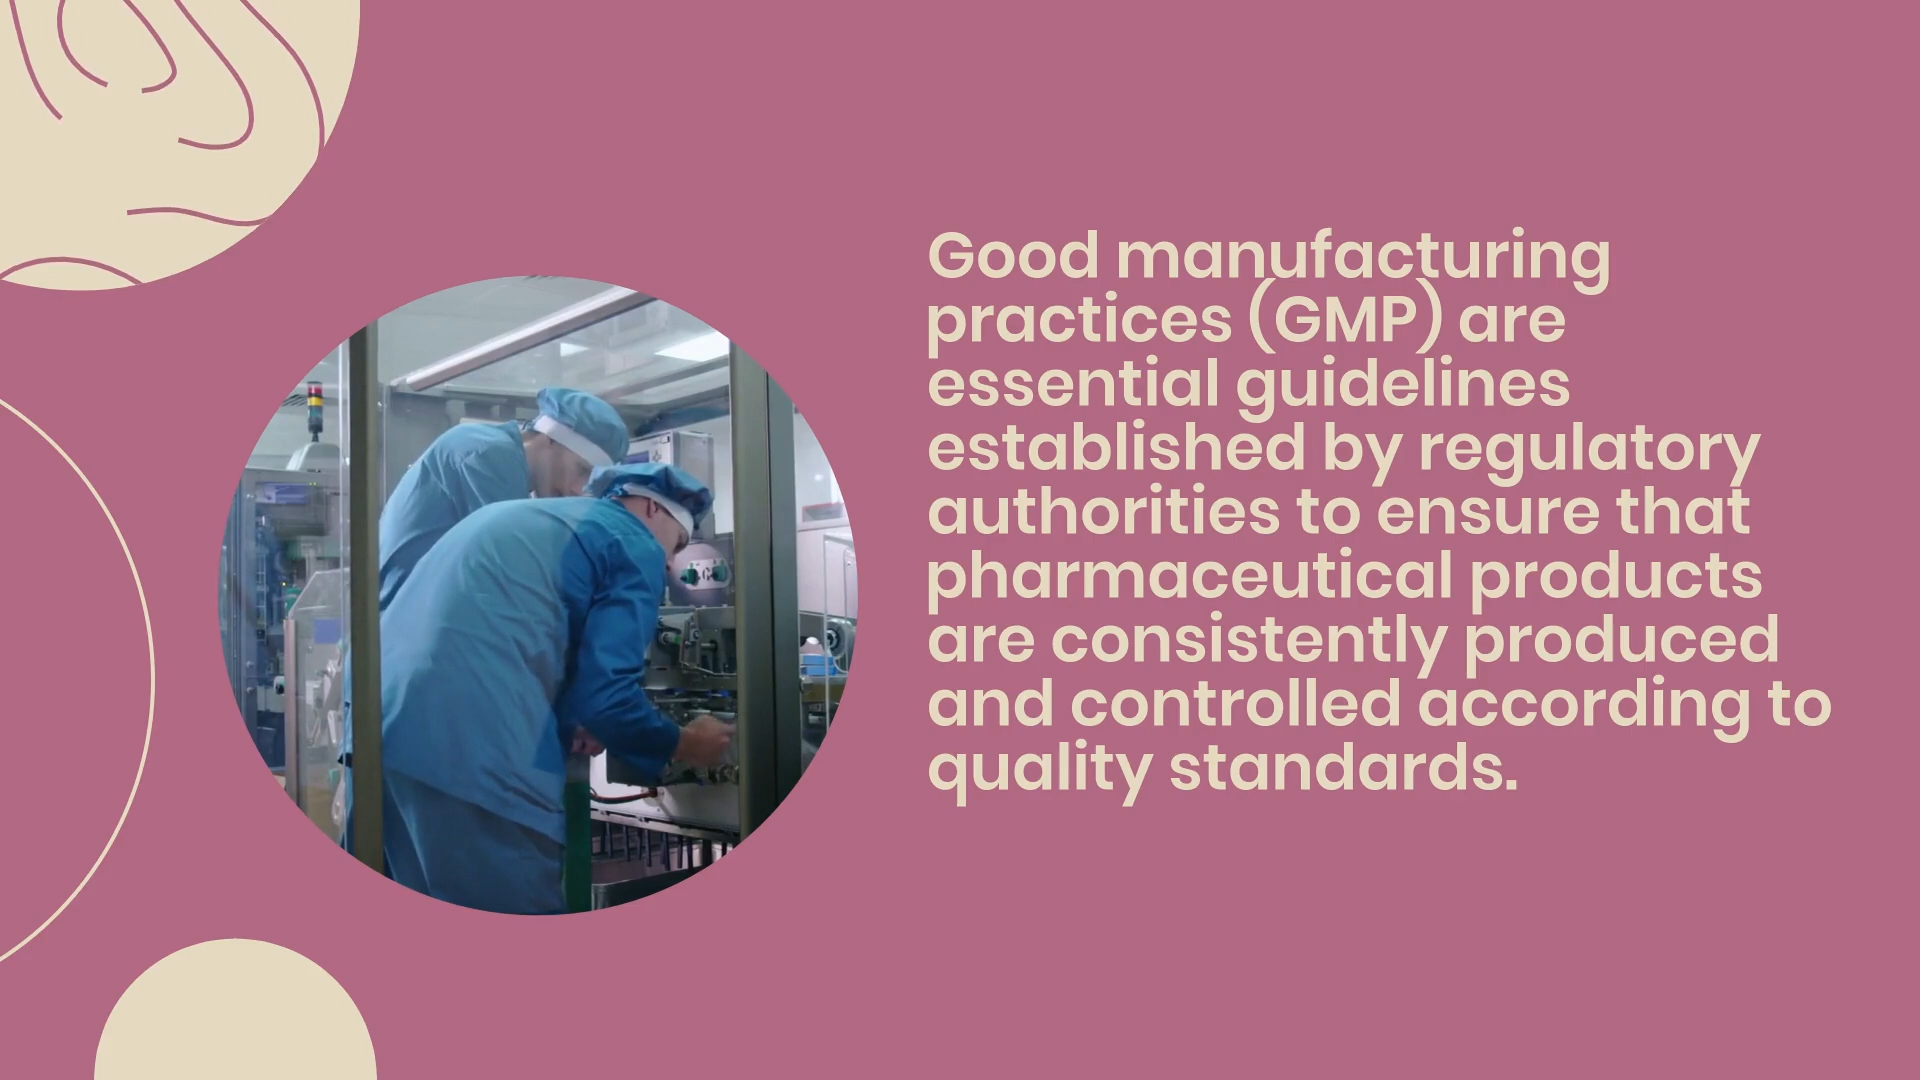 Good manufacturing
practices (GMP) are
essential guidelines
established by regulatory
authorities to ensure that
pharmaceutical products
are consistently produced
and controlled according to
quality standards.